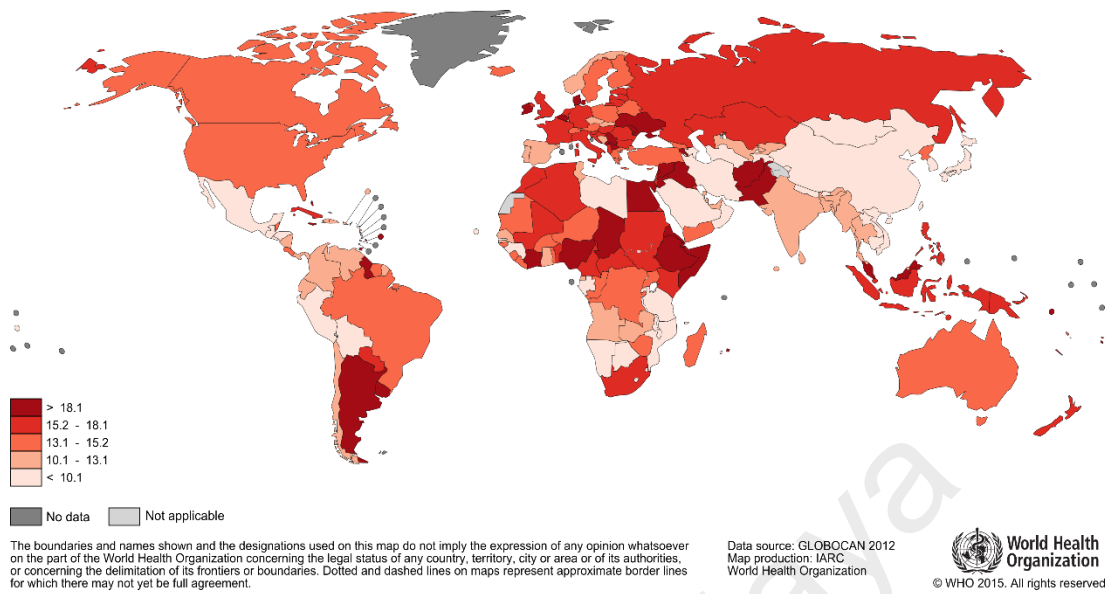 > 18.1
15.2 - 18.1
13.1 - 15.2
10.1 - 13.1
< 10.1
No data
Not applicable
The boundaries and names shown and the designations used on this map do not imply the expression of any opinion whatsoever
on the part of the World Health Organization concerning the legal status of any country, territory, city or area or of its authorities,
or concerning the delimitation of its frontiers or boundaries. Dotted and dashed lines on maps represent approximate border lines
for which there may not yet be full agreement.
Data source: GLOBOCAN 2012
Map production: IARC
World Health Organization
World Health
Organization
© WHO 2015. All rights reserved
aya